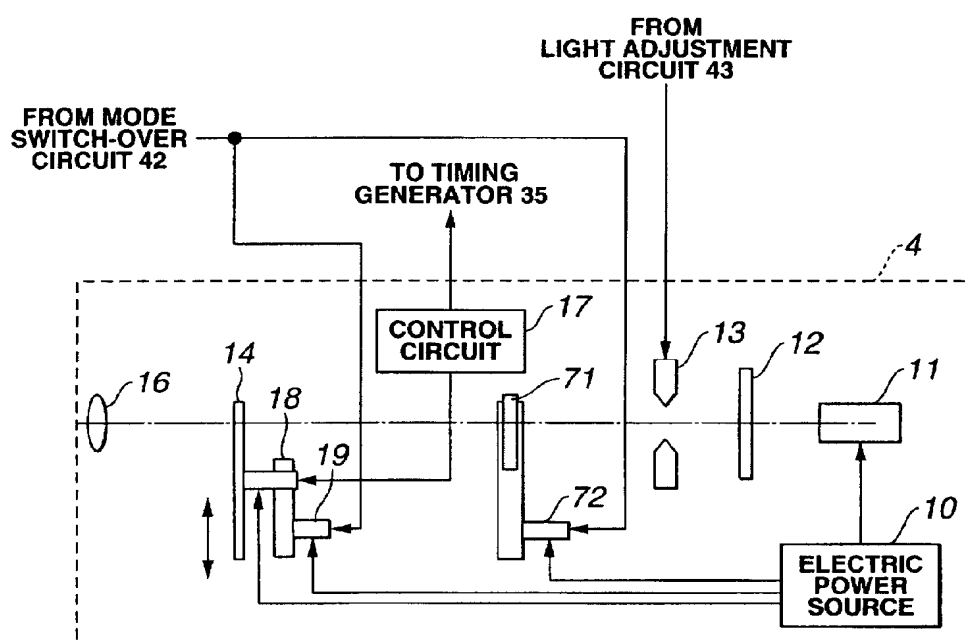 FROM
LIGHT ADJUSTMENT
CIRCUIT 43
FROM MODE
SWITCH-OVER
CIRCUIT 42
TO TIMING
GENERATOR 35
4
CONTROL
CIRCUIT
17
13
12
11
14
16
18
19
71
72
10
ELECTRIC
POWER
SOURCE